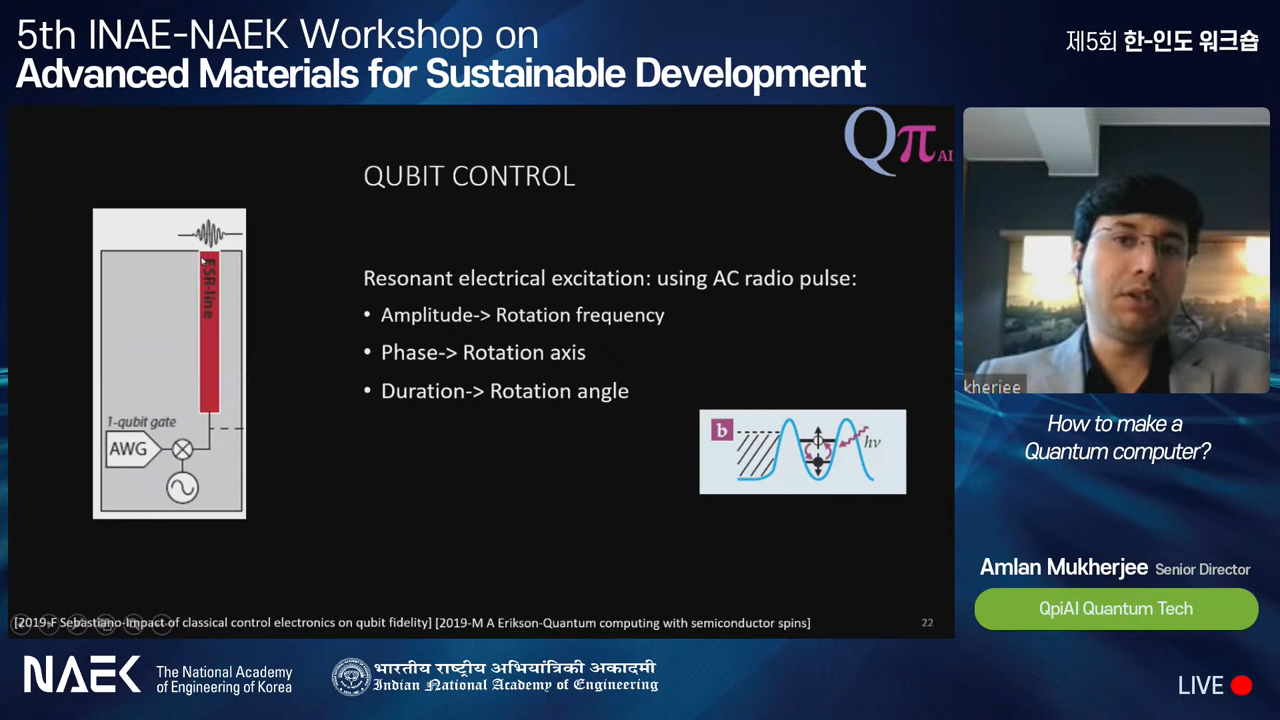 5th INAE-NAEK Workshop on
Advanced Materials for Sustainable Development
제5회 한-인도 워크숍
Qπ AI
QUBIT CONTROL
ESR-line
1-qubit gate
AWG
Resonant electrical excitation: using AC radio pulse:
• Amplitude-> Rotation frequency
• Phase-> Rotation axis
• Duration-> Rotation angle
b
hν
[2019-F Sebastiano-Impact of classical control electronics on qubit fidelity] [2019-M A Erikson-Quantum computing with semiconductor spins]
22
kherjee
How to make a
Quantum computer?
Amlan Mukherjee Senior Director
QpiAI Quantum Tech
NAEK
The National Academy
of Engineering of Korea
भारतीय राष्ट्रीय अभियांत्रिकी अकादमी
Indian National Academy of Engineering
LIVE